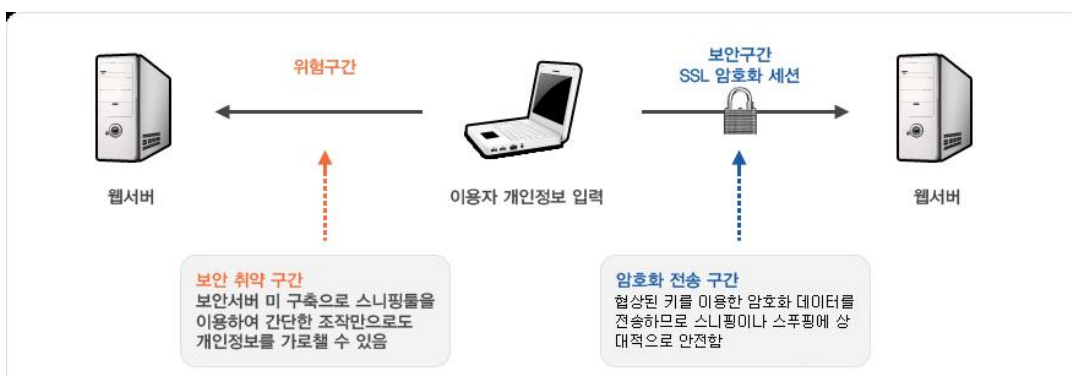 위험구간
보안구간
SSL 암호화 세션
웹서버
이용자 개인정보 입력
웹서버
보안 취약 구간
보안서버 미 구축으로 스니핑툴을
이용하여 간단한 조작만으로도
개인정보를 가로챌 수 있음
암호화 전송 구간
협상된 키를 이용한 암호화 데이터를
전송하므로 스니핑이나 스푸핑에 상
대적으로 안전함